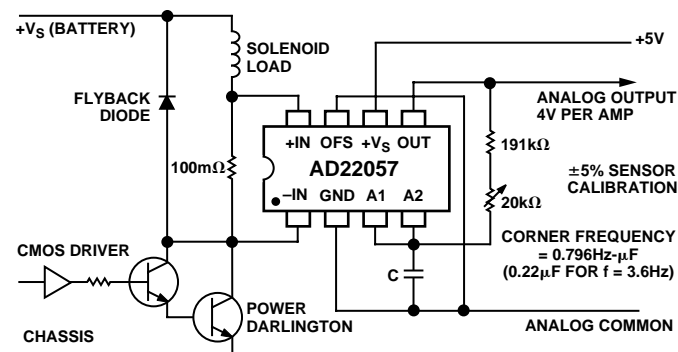 +VS (BATTERY)
SOLENOID
LOAD
+5V
FLYBACK
DIODE
ANALOG OUTPUT
4V PER AMP
+IN OFS +VS OUT
191kΩ
100mΩ
AD22057
±5% SENSOR
CALIBRATION
–IN GND A1 A2
20kΩ
CORNER FREQUENCY
= 0.796Hz-μF
(0.22μF FOR f = 3.6Hz)
CMOS DRIVER
C
POWER
DARLINGTON
CHASSIS
ANALOG COMMON